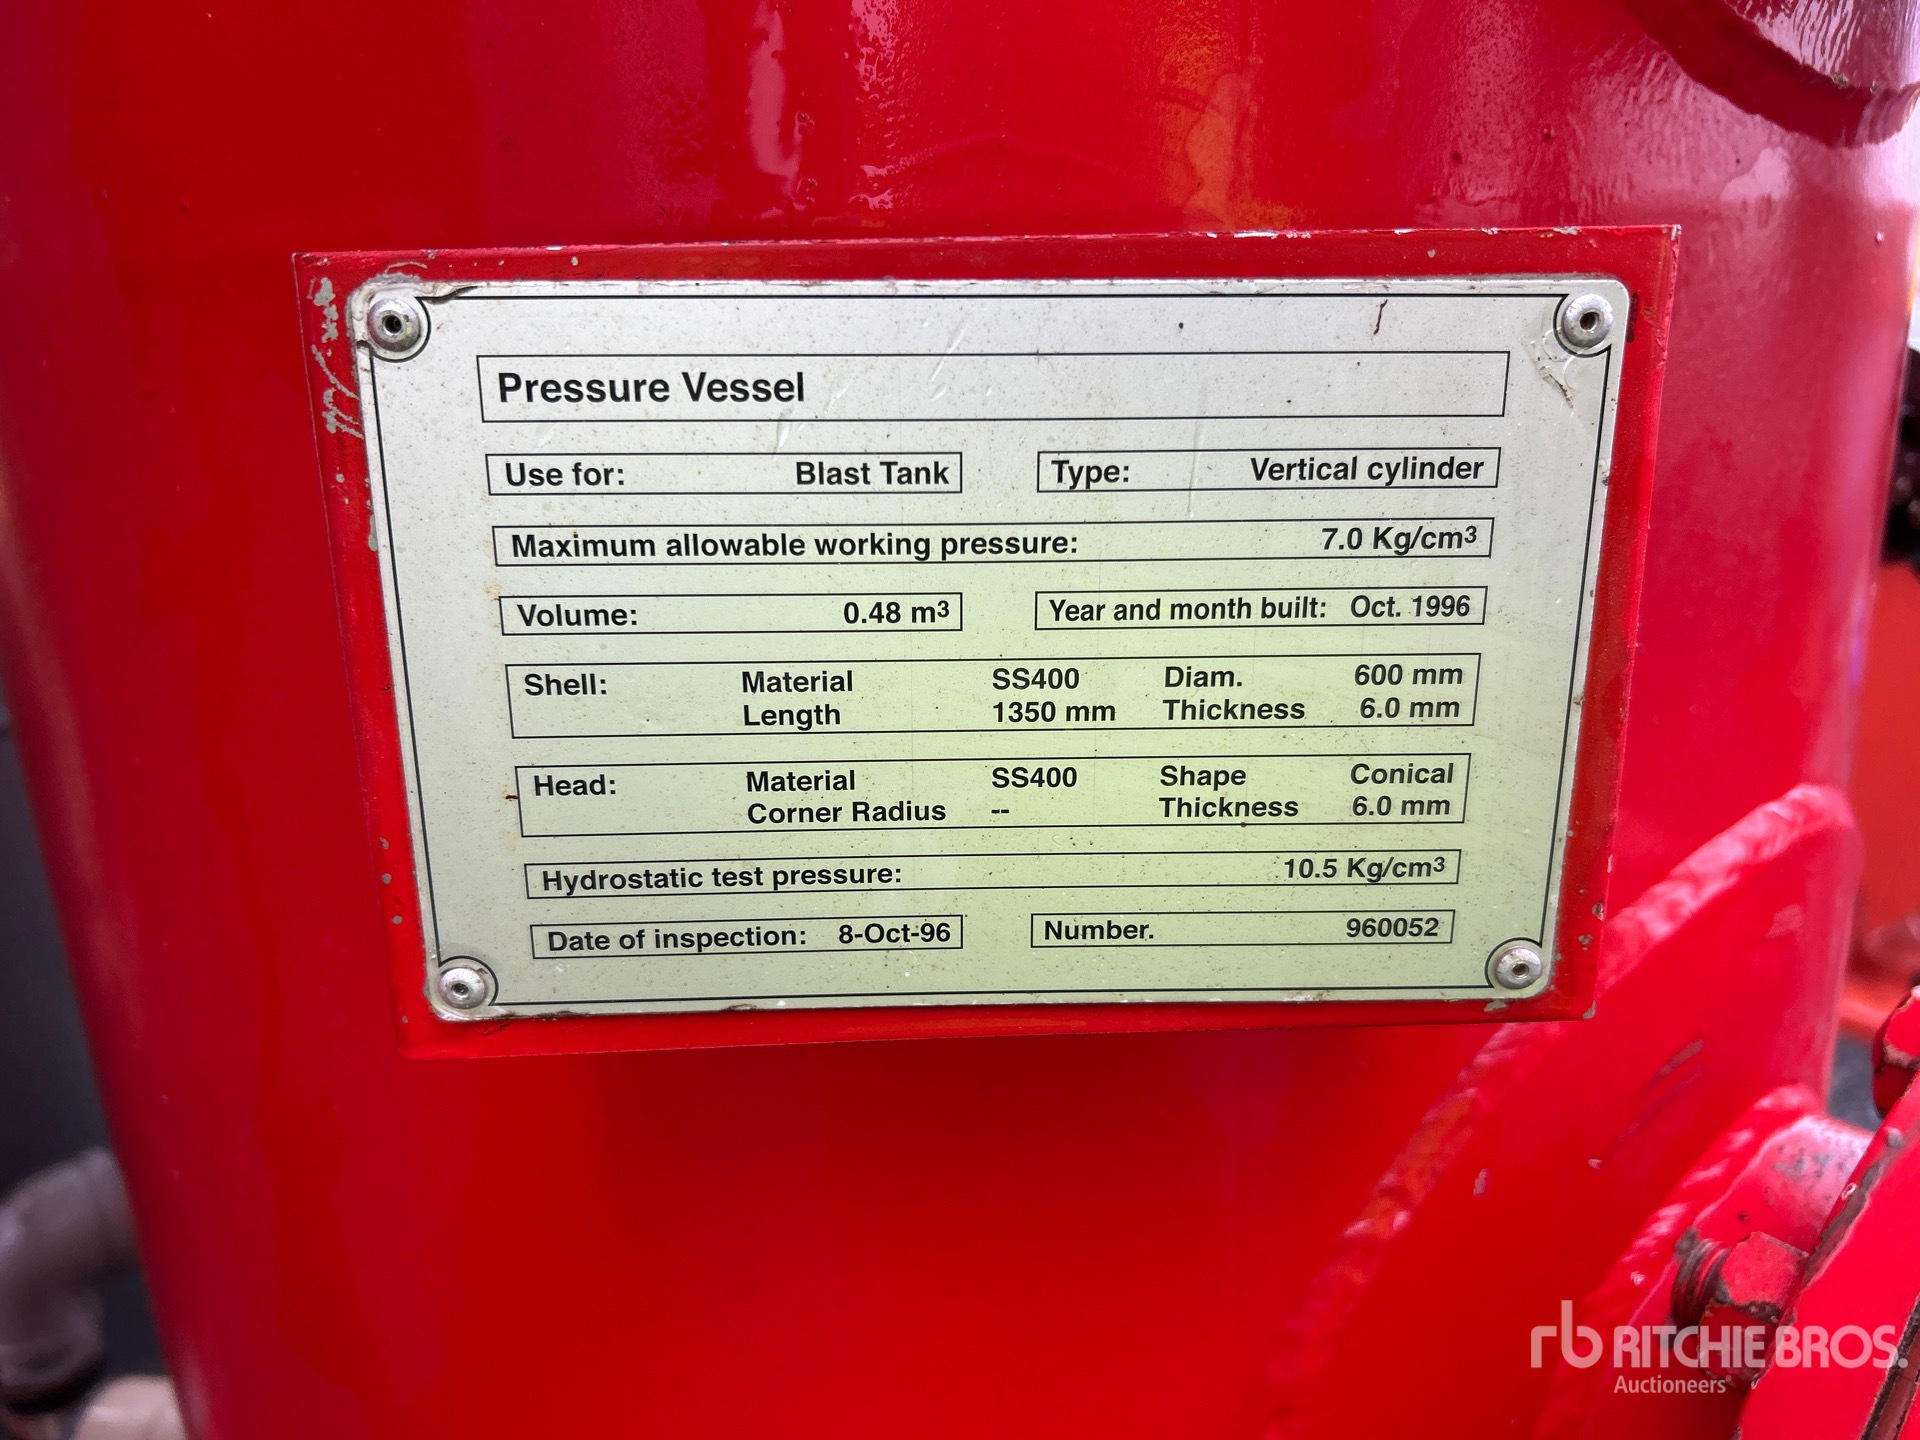 Pressure Vessel
Use for: Blast Tank Type: Vertical cylinder
Maximum allowable working pressure: 7.0 Kg/cm³
Volume: 0.48 m³ Year and month built: Oct. 1996
Shell: Material SS400 Diam. 600 mm
Length 1350 mm Thickness 6.0 mm
Head: Material SS400 Shape Conical
Corner Radius -- Thickness 6.0 mm
Hydrostatic test pressure: 10.5 Kg/cm³
Date of inspection: 8-Oct-96 Number. 960052
rb RITCHIE BROS.
Auctioneers